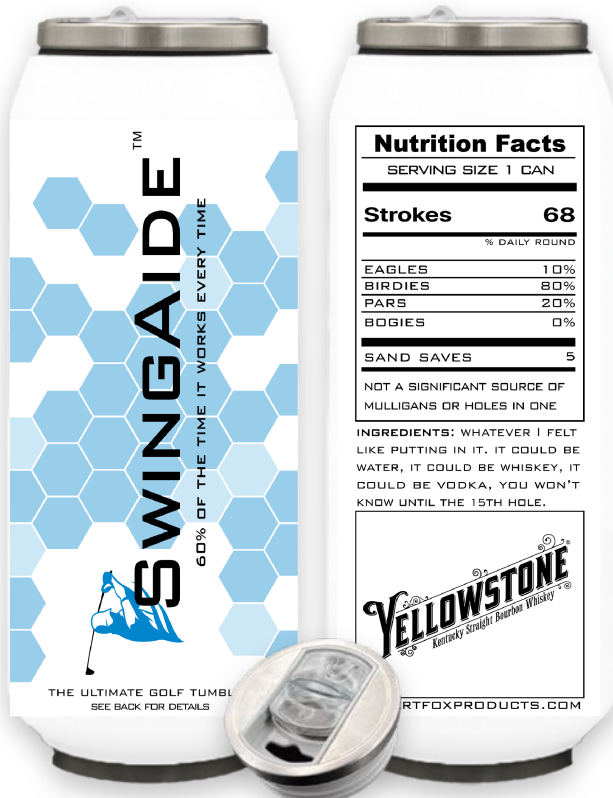 SWINGAIDE™
60% OF THE TIME IT WORKS EVERY TIME
THE ULTIMATE GOLF
SEE BACK FOR DETAILS
Nutrition Facts
SERVING SIZE 1 CAN
Strokes 68
% DAILY ROUND
EAGLES 10%
BIRDIES 80%
PARS 20%
BOGIES 0%
SAND SAVES 5
NOT A SIGNIFICANT SOURCE OF
MULLIGANS OR HOLES IN ONE
INGREDIENTS: WHATEVER I FELT
LIKE PUTTING IN IT. IT COULD BE
WATER, IT COULD BE WHISKEY, IT
COULD BE VODKA, YOU WON'T
KNOW UNTIL THE 15TH HOLE.
YELLOWSTONE®
Kentucky Straight Bourbon Whiskey
RTFOXPRODUCTS.COM